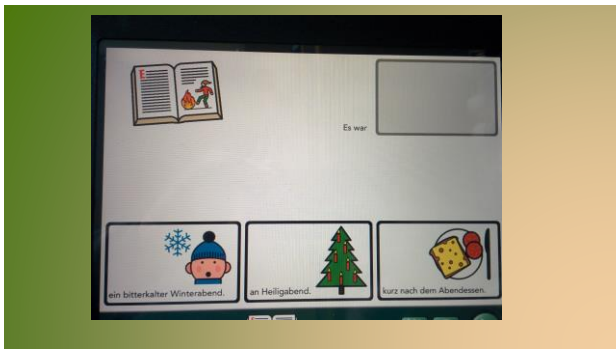 E
Es war
ein bitterkalter Winterabend.
an Heiligabend.
kurz nach dem Abendessen.